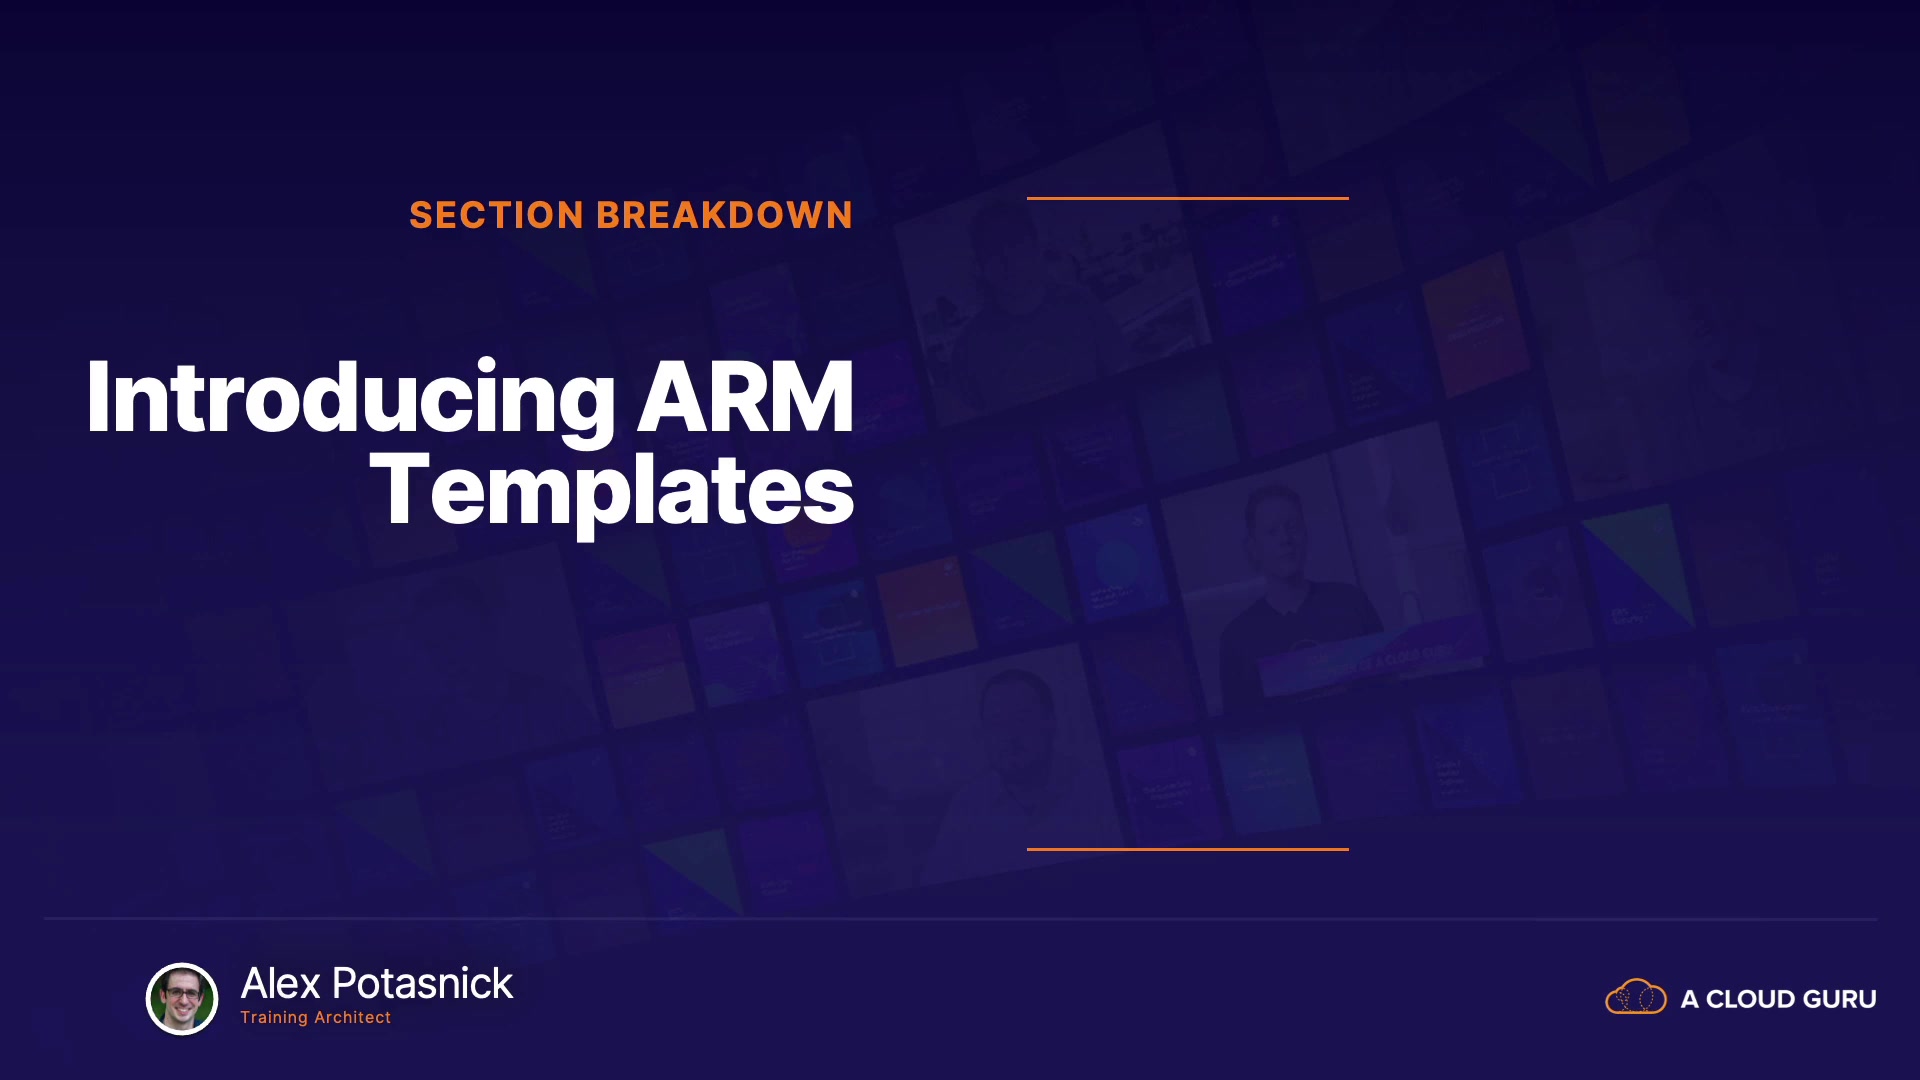 SECTION BREAKDOWN
Introducing ARM
Templates
Alex Potasnick
Training Architect
A CLOUD GURU